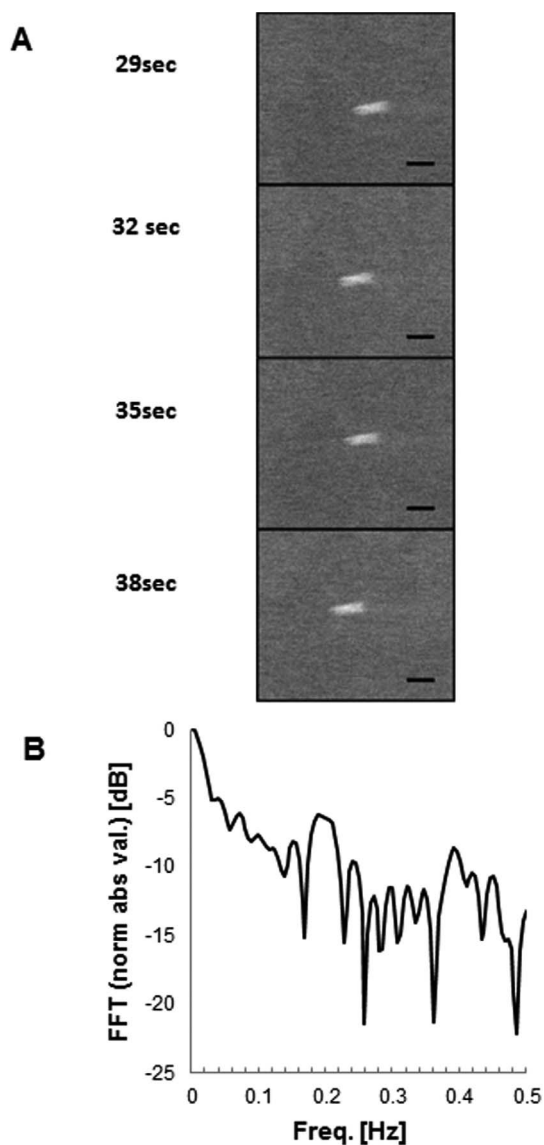 A
29sec
32 sec
35sec
38sec
B
FFT (norm abs val.) [dB]
0
-5
-10
-15
-20
-25
0 0.1 0.2 0.3 0.4 0.5
Freq. [Hz]